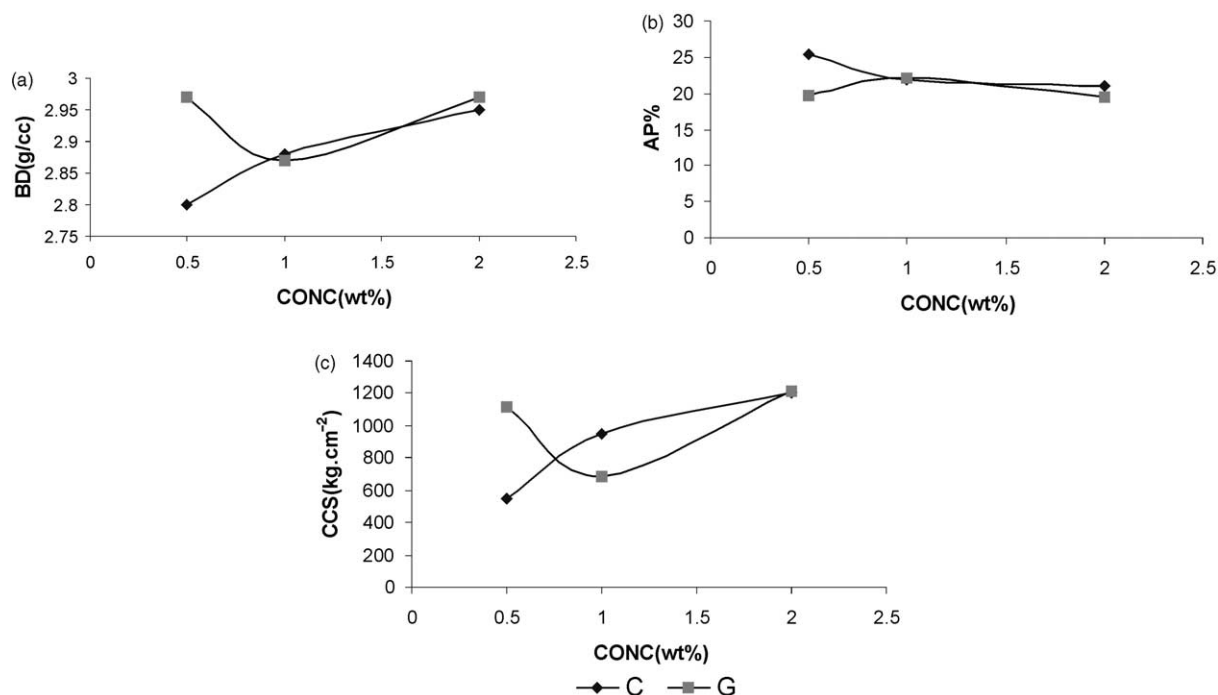 (a)
BD(g/cc)
3
2.95
2.9
2.85
2.8
2.75
0 0.5 1 1.5 2 2.5
CONC(wt%)
(b)
AP%
30
25
20
15
10
5
0
0 0.5 1 1.5 2 2.5
CONC(wt%)
(c)
CCS(kg.cm⁻²)
1400
1200
1000
800
600
400
200
0
0 0.5 1 1.5 2 2.5
CONC(wt%)
C G